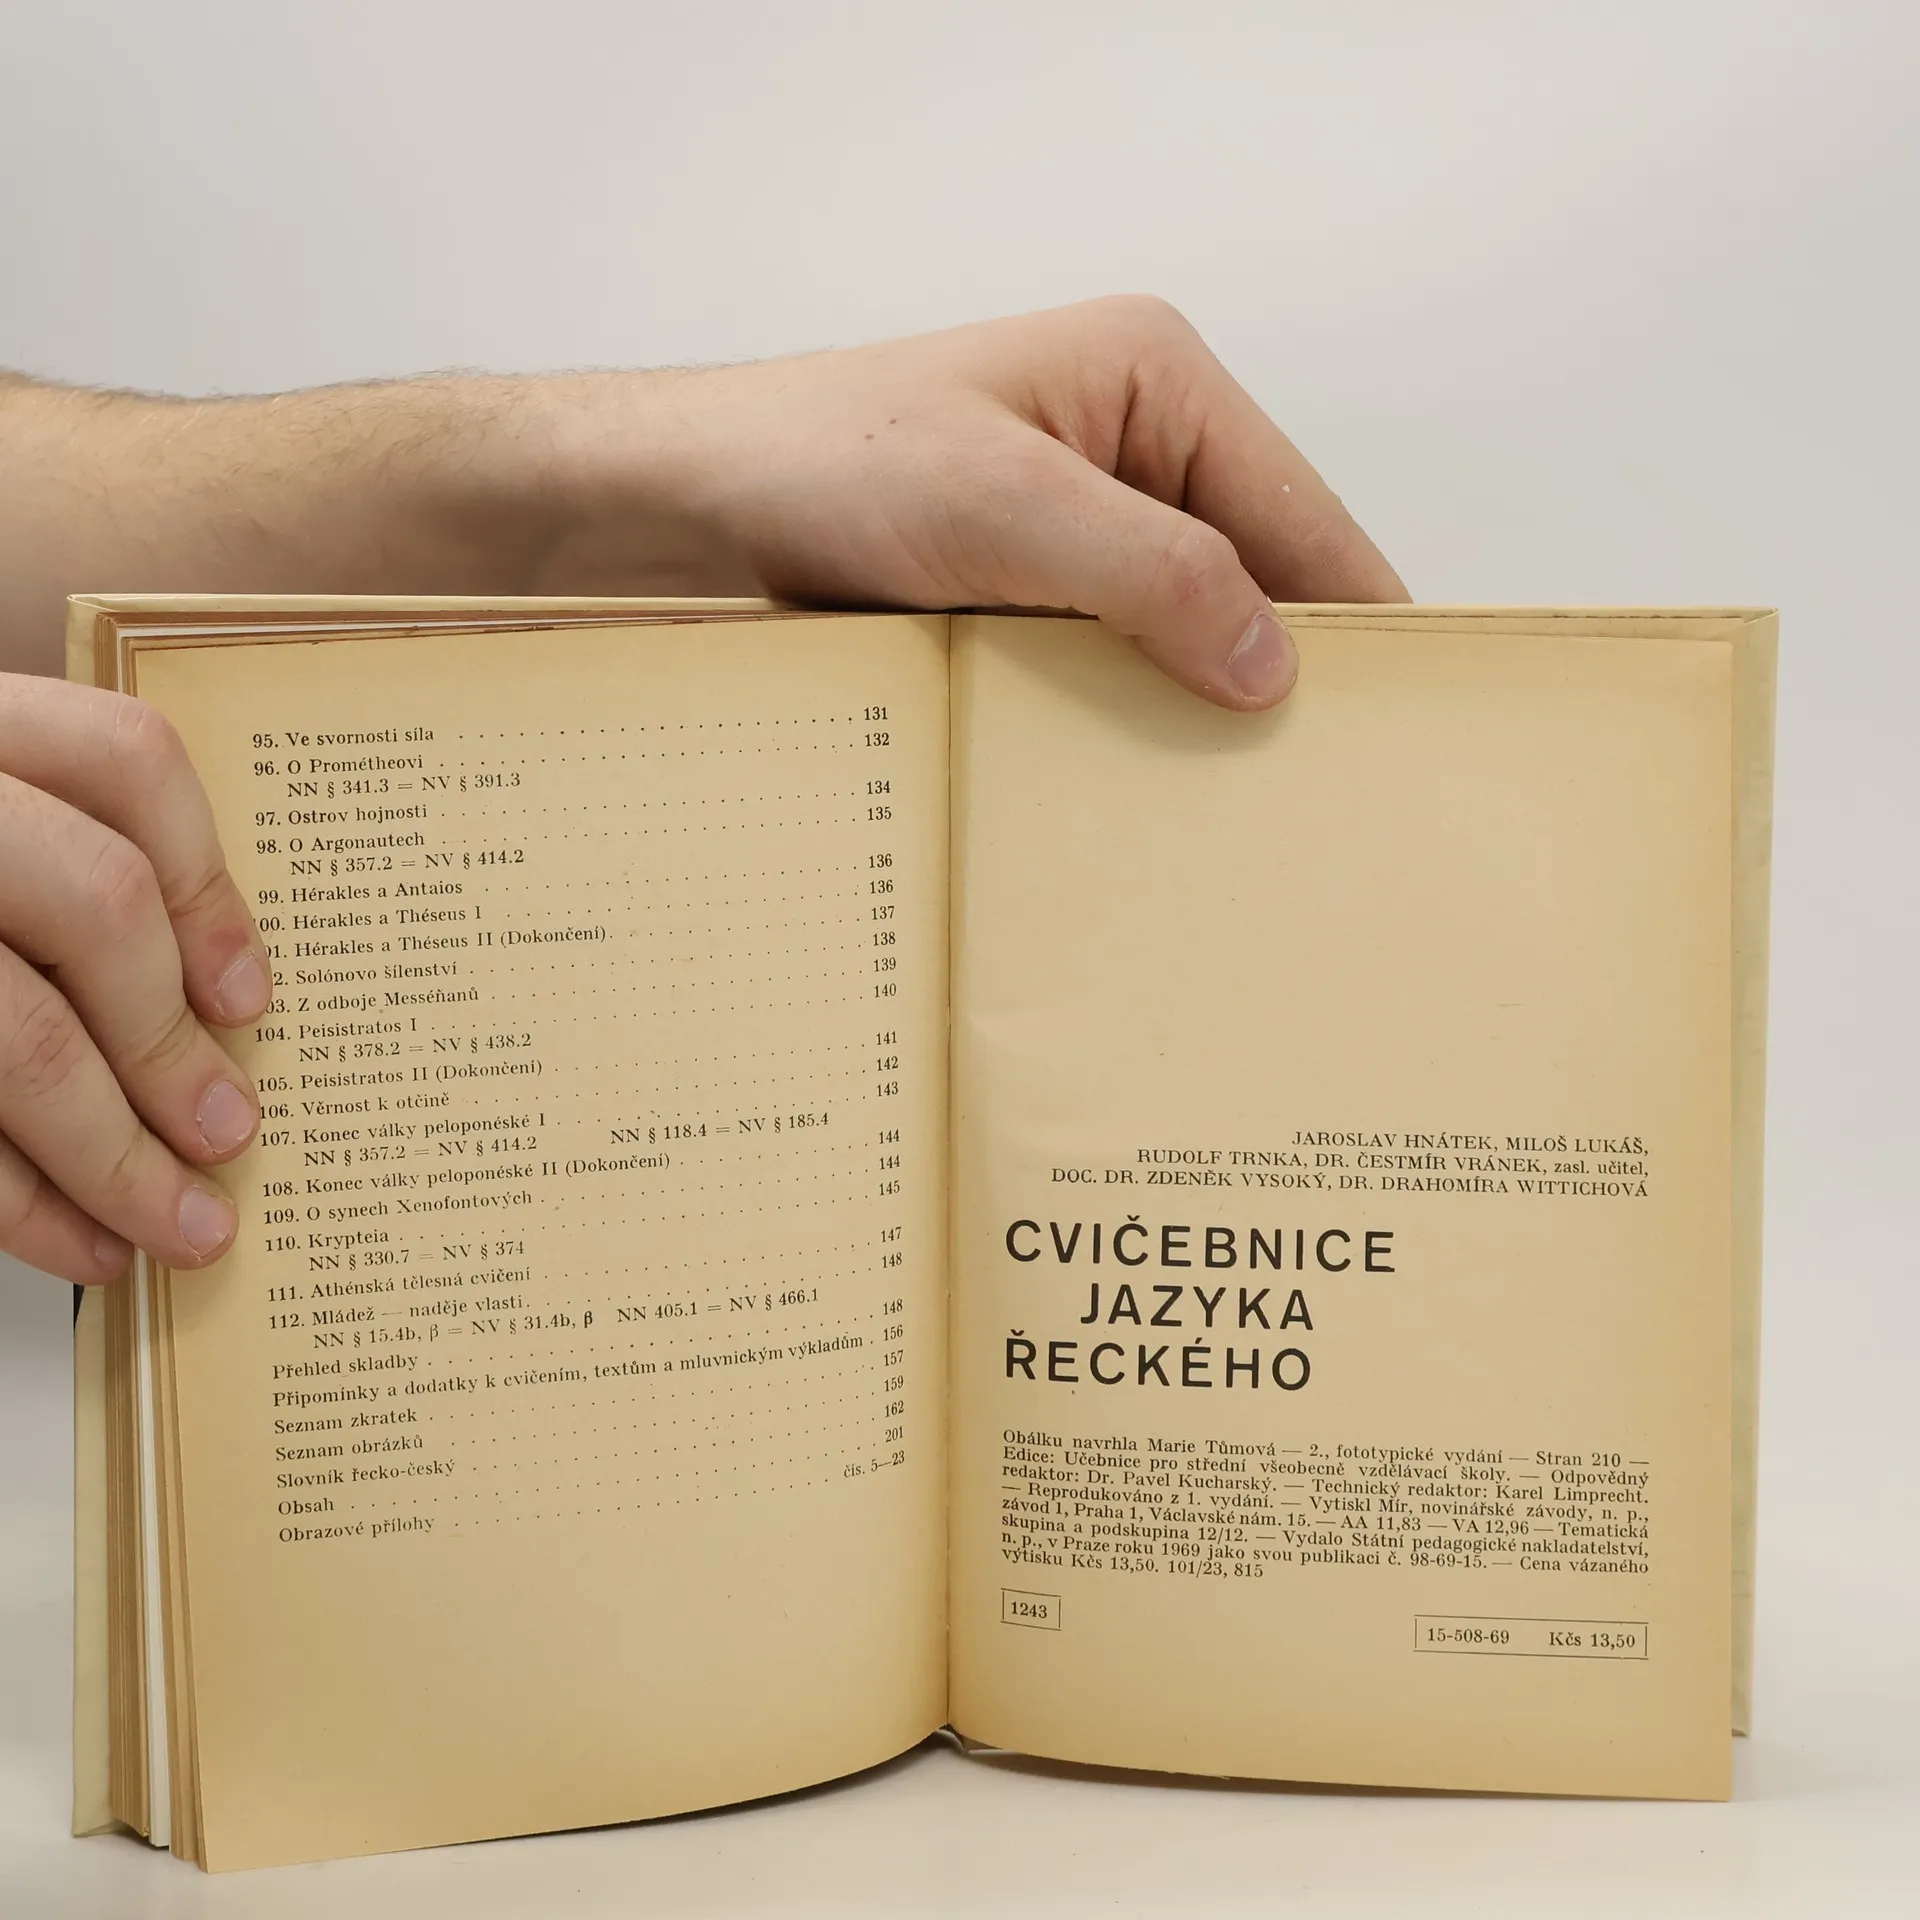 95. Ve svornosti síla . . . . . . . . . . . . . . . . . 131
96. O Prométheovi . . . . . . . . . . . . . . . . . 132
NN § 341.3 = NV § 391.3
97. Ostrov hojnosti . . . . . . . . . . . . . . . . . 134
98. O Argonautech . . . . . . . . . . . . . . . . . 135
NN § 357.2 = NV § 414.2
99. Hérakles a Antaios . . . . . . . . . . . . . . . . 136
00. Hérakles a Théseus I . . . . . . . . . . . . . . . 136
01. Hérakles a Théseus II (Dokončení) . . . . . . . . . . 137
2. Solónovo šílenství . . . . . . . . . . . . . . . . 138
03. Z odboje Messéňanů . . . . . . . . . . . . . . . 139
104. Peisistratos I . . . . . . . . . . . . . . . . . 140
NN § 378.2 = NV § 438.2
105. Peisistratos II (Dokončení) . . . . . . . . . . . . . 141
106. Věrnost k otčině . . . . . . . . . . . . . . . . 142
107. Konec války peloponéské I . . . . . . . . . . . . . 143
NN § 357.2 = NV § 414.2 NN § 118.4 = NV § 185.4
108. Konec války peloponéské II (Dokončení) . . . . . . . . 144
109. O synech Xenofontových . . . . . . . . . . . . . 144
110. Krypteia . . . . . . . . . . . . . . . . . . . 145
NN § 330.7 = NV § 374
111. Athénská tělesná cvičení . . . . . . . . . . . . . 147
112. Mládež — naděje vlasti . . . . . . . . . . . . . . 148
NN § 15.4b, β = NV § 31.4b, β NN 405.1 = NV § 466.1
Přehled skladby . . . . . . . . . . . . . . . . . 148
Připomínky a dodatky k cvičením, textům a mluvnickým výkladům . 156
Seznam zkratek . . . . . . . . . . . . . . . . . 157
Seznam obrázků . . . . . . . . . . . . . . . . . 159
Slovník řecko-český . . . . . . . . . . . . . . . . 162
Obsah . . . . . . . . . . . . . . . . . . . . 201
Obrazové přílohy . . . . . . . . . . . . . . . čís. 5—23
JAROSLAV HNÁTEK, MILOŠ LUKÁŠ,
RUDOLF TRNKA, DR. ČESTMÍR VRÁNEK, zasl. učitel,
DOC. DR. ZDENĚK VYSOKÝ, DR. DRAHOMÍRA WITTICHOVÁ
CVIČEBNICE
JAZYKA
ŘECKÉHO
Obálku navrhla Marie Tůmová — 2., fototypické vydání — Stran 210 —
Edice: Učebnice pro střední všeobecně vzdělávací školy. — Odpovědný
redaktor: Dr. Pavel Kucharský. — Technický redaktor: Karel Limprecht.
— Reprodukováno z 1. vydání. — Vytiskl Mír, novinářské závody, n. p.,
závod 1, Praha 1, Václavské nám. 15. — AA 11,83 — VA 12,96 — Tematická
skupina a podskupina 12/12. — Vydalo Státní pedagogické nakladatelství,
n. p., v Praze roku 1969 jako svou publikaci č. 98-69-15. — Cena vázaného
výtisku Kčs 13,50. 101/23, 815
1243
15-508-69 Kčs 13,50